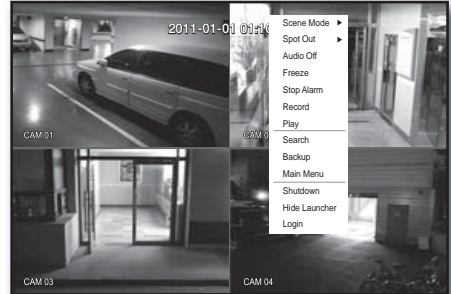 2011-01-01 01:10
Scene Mode
Spot Out
Audio Off
Freeze
Stop Alarm
Record
Play
Search
Backup
Main Menu
Shutdown
Hide Launcher
Login
CAM 01
CAM 0
CAM 03
CAM 04